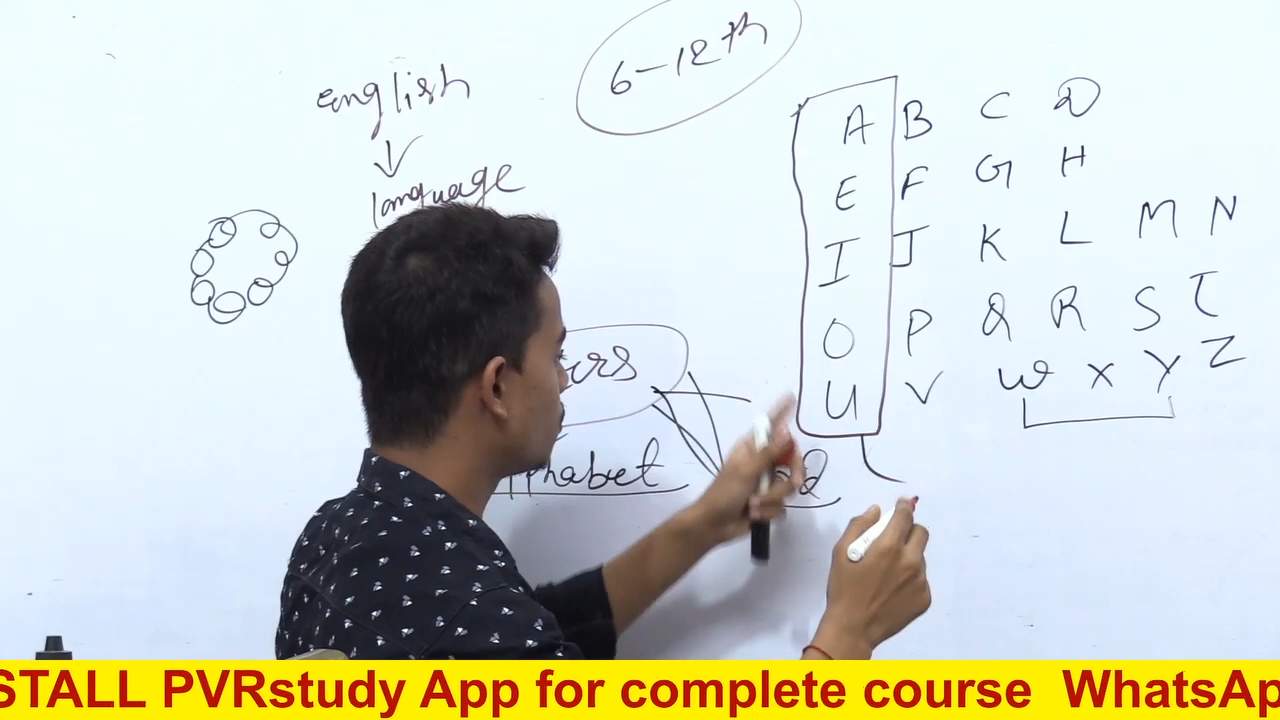 6-12th
English
language
A B C D
E F G H
I J K L M N
O P Q R S T
U V W X Y Z
STALL PVRstudy App for complete course WhatsAp